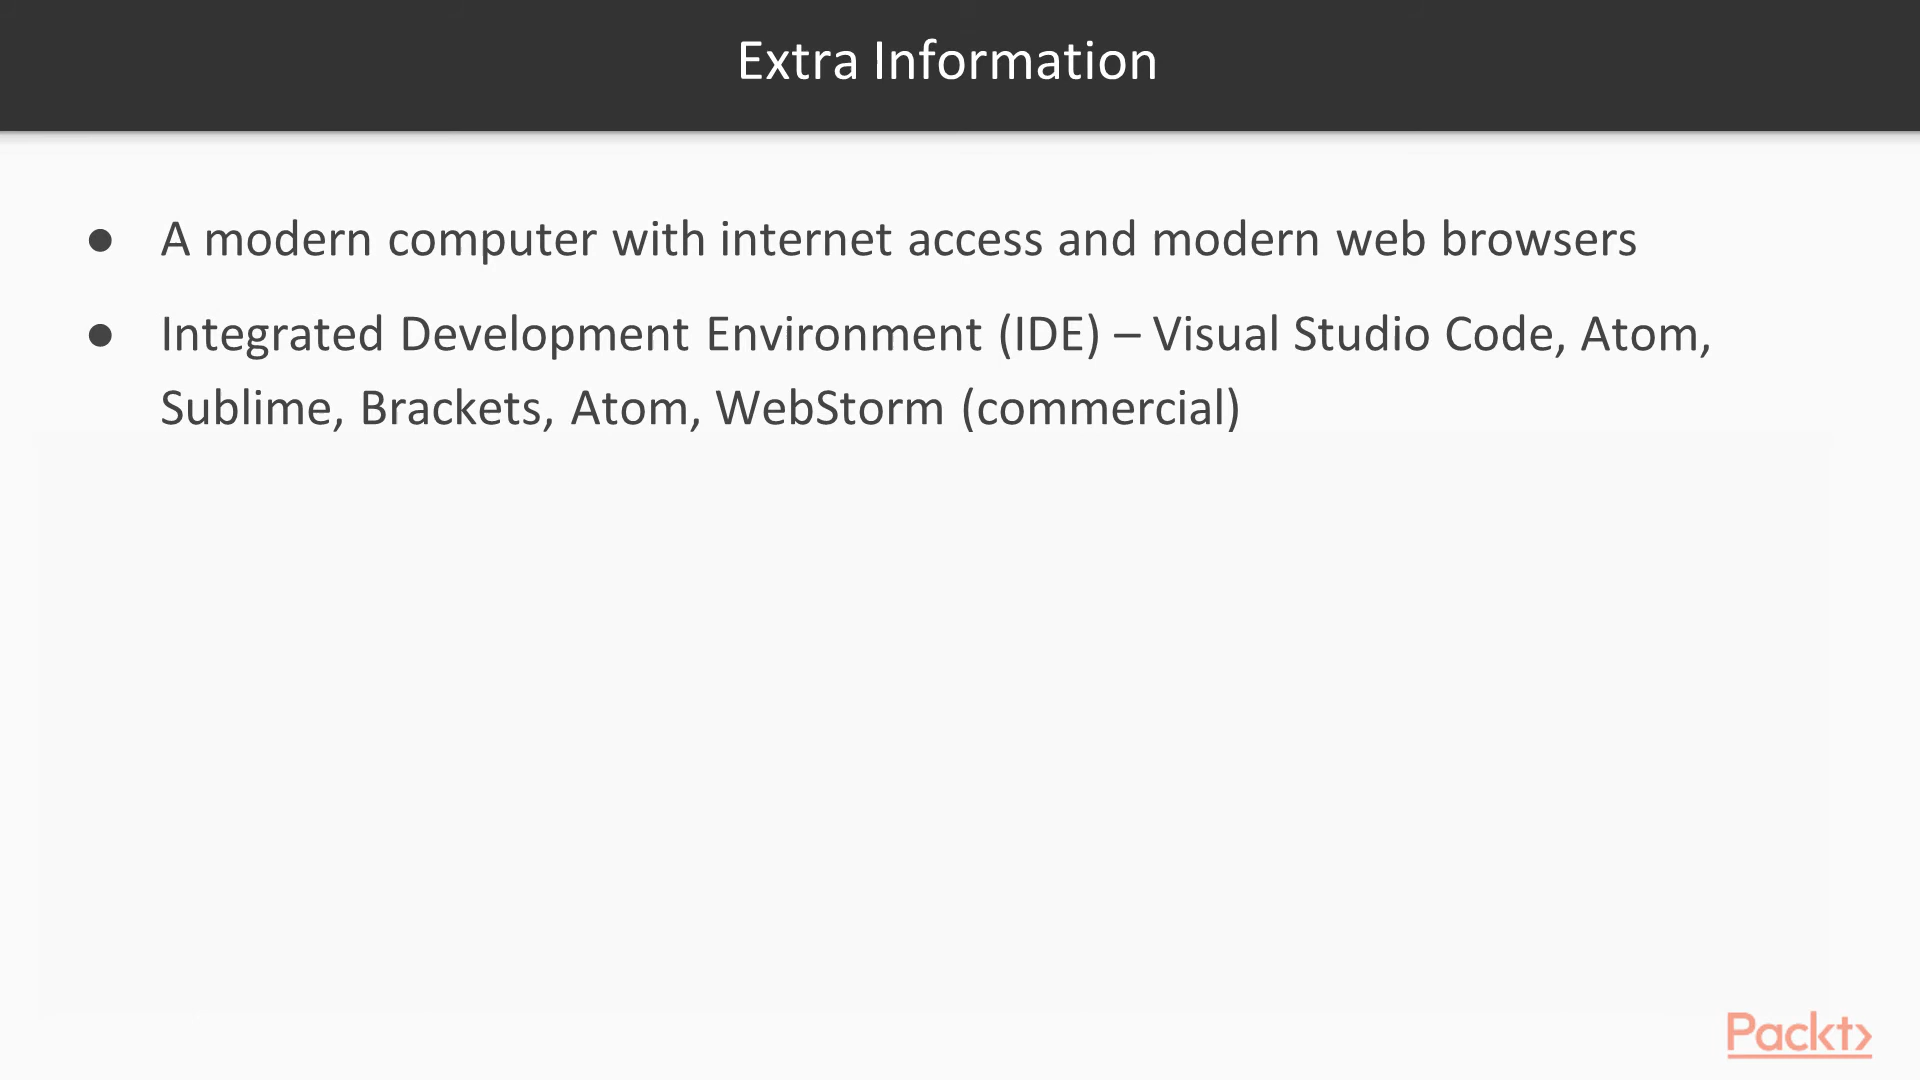 Extra Information
● A modern computer with internet access and modern web browsers
● Integrated Development Environment (IDE) – Visual Studio Code, Atom,
Sublime, Brackets, Atom, WebStorm (commercial)
Packt>